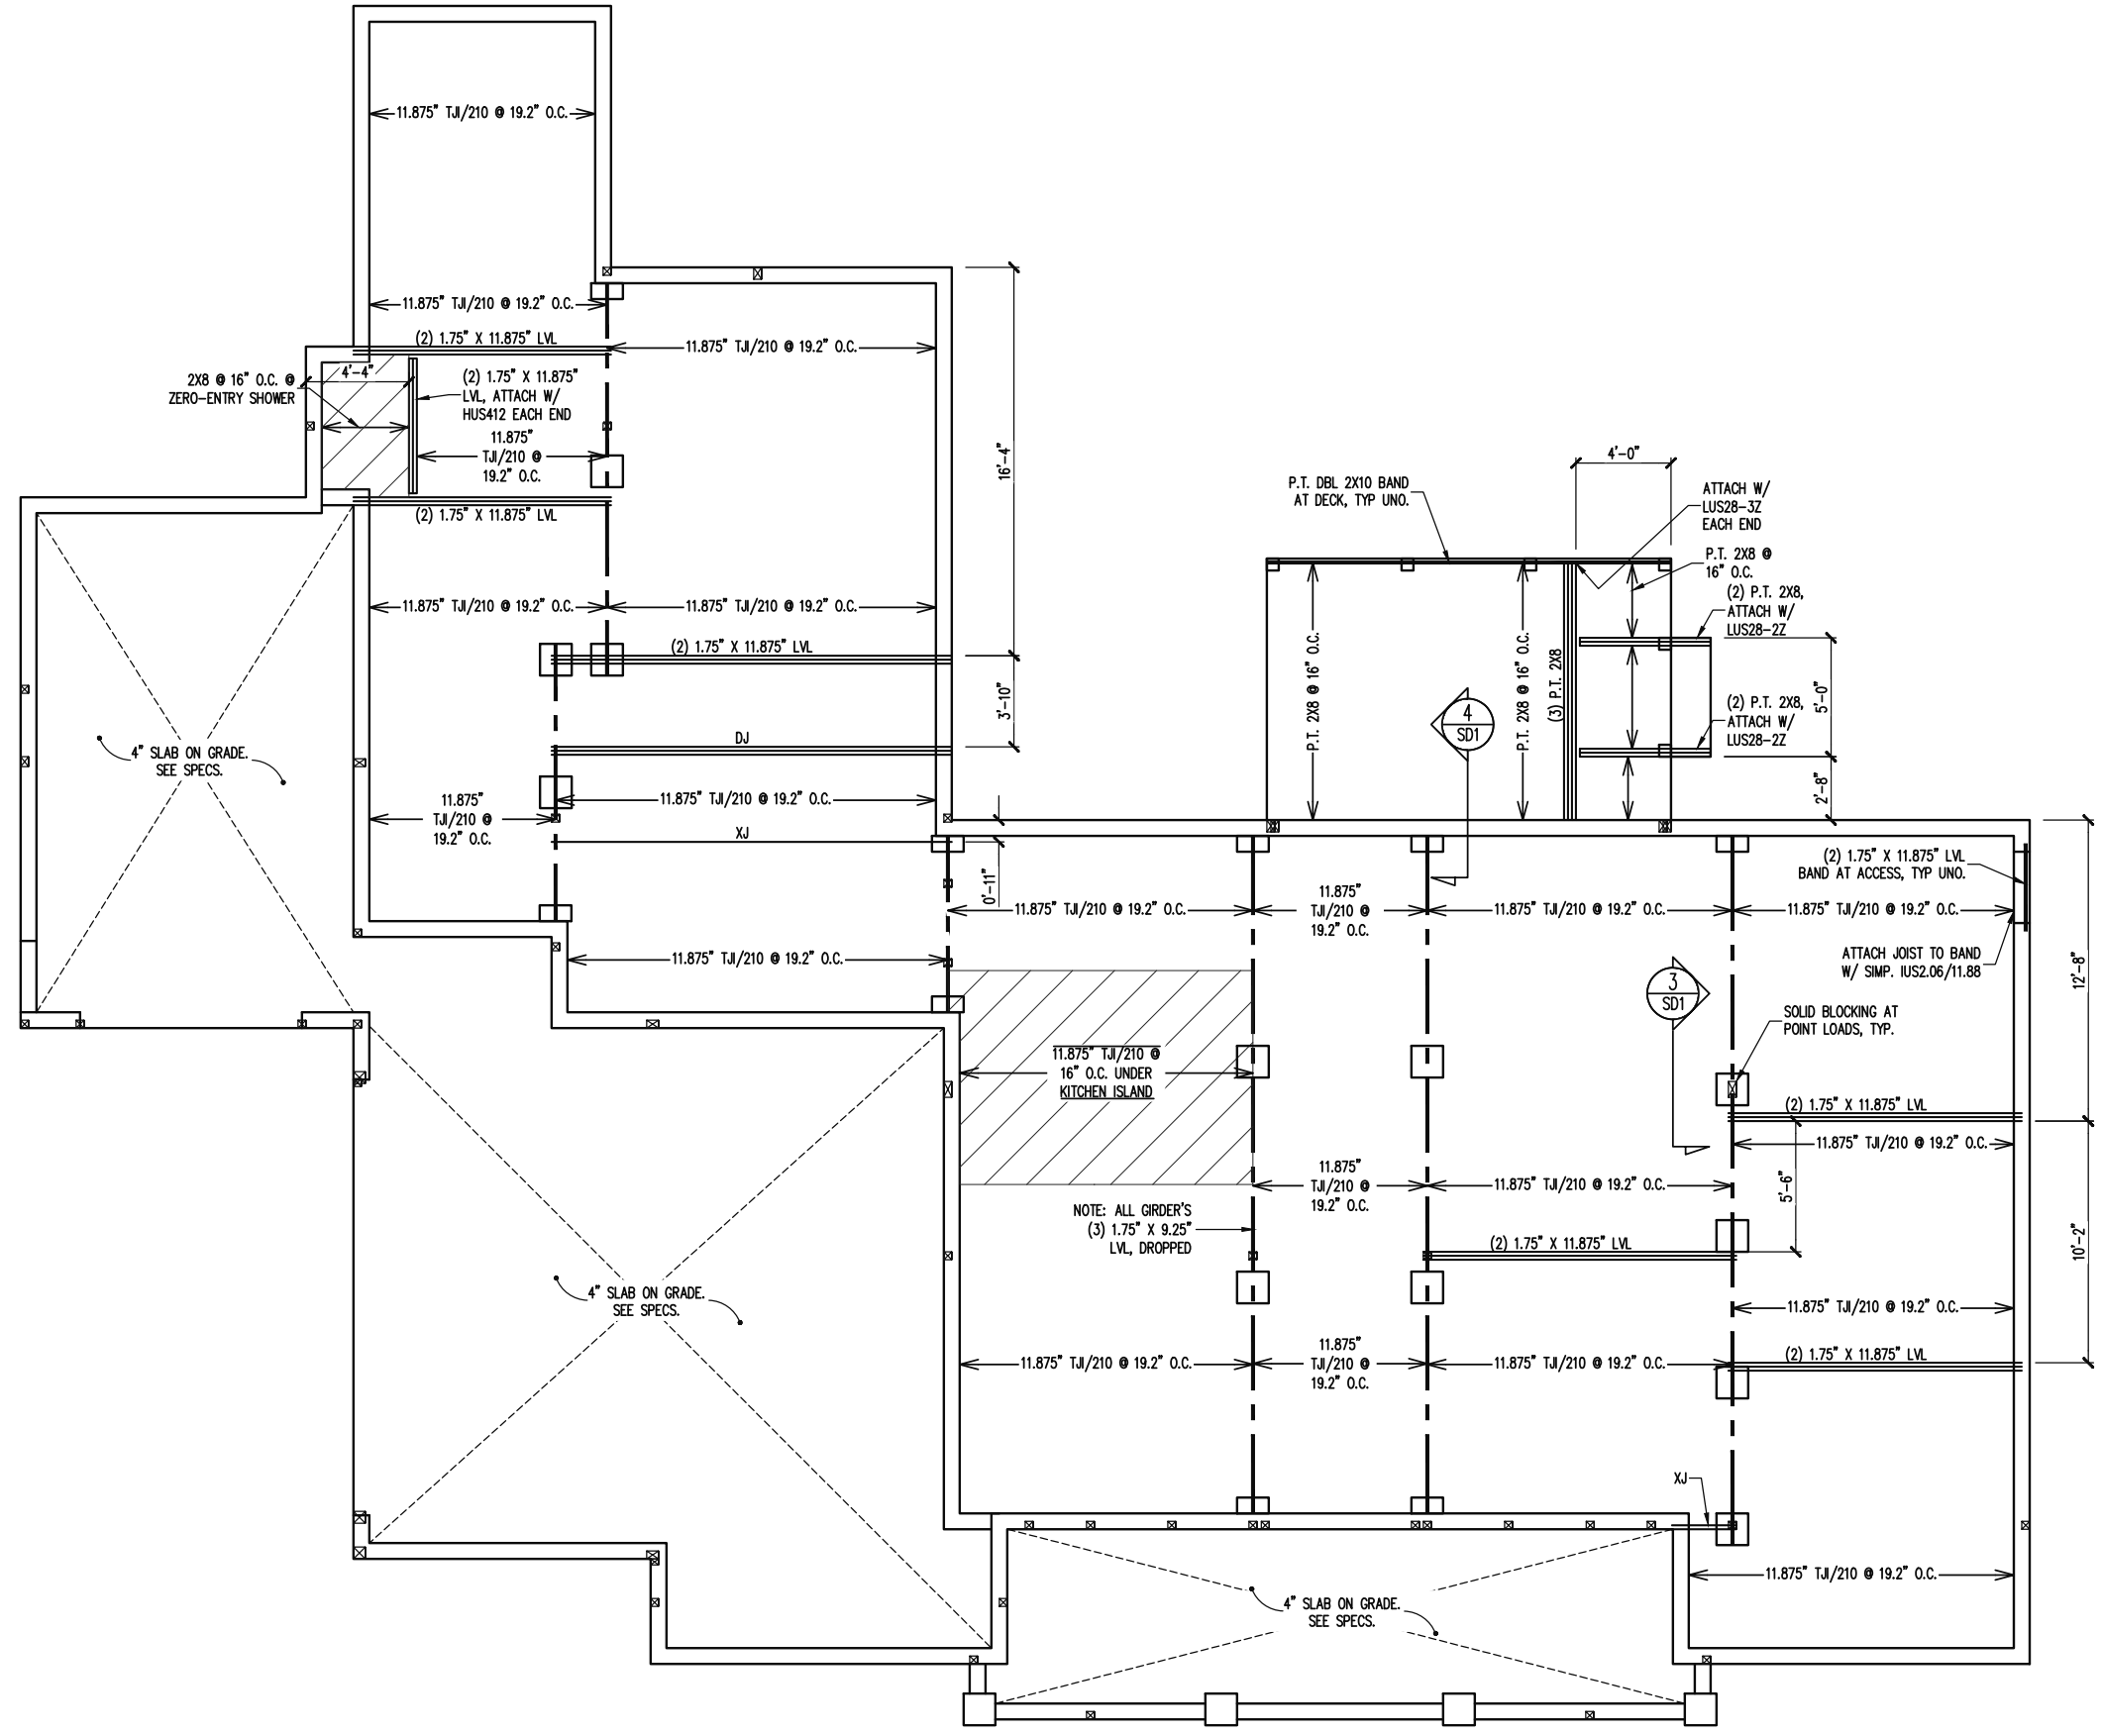 11.875" TJI/210 @ 19.2" O.C.
11.875" TJI/210 @ 19.2" O.C.
(2) 1.75" X 11.875" LVL
11.875" TJI/210 @ 19.2" O.C.
4'-4"
2X8 @ 16" O.C. @
ZERO-ENTRY SHOWER
(2) 1.75" X 11.875"
LVL, ATTACH W/
HUS412 EACH END
11.875"
TJI/210 @
19.2" O.C.
(2) 1.75" X 11.875" LVL
16'-4"
11.875" TJI/210 @ 19.2" O.C.
11.875" TJI/210 @ 19.2" O.C.
(2) 1.75" X 11.875" LVL
3'-10"
DJ
4" SLAB ON GRADE.
SEE SPECS.
11.875"
TJI/210 @
19.2" O.C.
11.875" TJI/210 @ 19.2" O.C.
XJ
0'-11"
11.875" TJI/210 @ 19.2" O.C.
P.T. DBL 2X10 BAND
AT DECK, TYP UNO.
4'-0"
ATTACH W/
LUS28-3Z
EACH END
P.T. 2X8 @
16" O.C.
(2) P.T. 2X8,
ATTACH W/
LUS28-2Z
(2) P.T. 2X8,
ATTACH W/
LUS28-2Z
5'-0"
2'-8"
P.T. 2X8 @ 16" O.C.
P.T. 2X8 @ 16" O.C.
(3) P.T. 2X8
4
SD1
(2) 1.75" X 11.875" LVL
BAND AT ACCESS, TYP UNO.
11.875" TJI/210 @ 19.2" O.C.
11.875"
TJI/210 @
19.2" O.C.
11.875" TJI/210 @ 19.2" O.C.
11.875" TJI/210 @ 19.2" O.C.
ATTACH JOIST TO BAND
W/ SIMP. IUS2.06/11.88
12'-8"
3
SD1
SOLID BLOCKING AT
POINT LOADS, TYP.
11.875" TJI/210 @
16" O.C. UNDER
KITCHEN ISLAND
(2) 1.75" X 11.875" LVL
11.875" TJI/210 @ 19.2" O.C.
11.875"
TJI/210 @
19.2" O.C.
11.875" TJI/210 @ 19.2" O.C.
5'-6"
NOTE: ALL GIRDER'S
(3) 1.75" X 9.25"
LVL, DROPPED
(2) 1.75" X 11.875" LVL
10'-2"
4" SLAB ON GRADE.
SEE SPECS.
11.875" TJI/210 @ 19.2" O.C.
(2) 1.75" X 11.875" LVL
11.875" TJI/210 @ 19.2" O.C.
11.875"
TJI/210 @
19.2" O.C.
11.875" TJI/210 @ 19.2" O.C.
XJ
11.875" TJI/210 @ 19.2" O.C.
4" SLAB ON GRADE.
SEE SPECS.